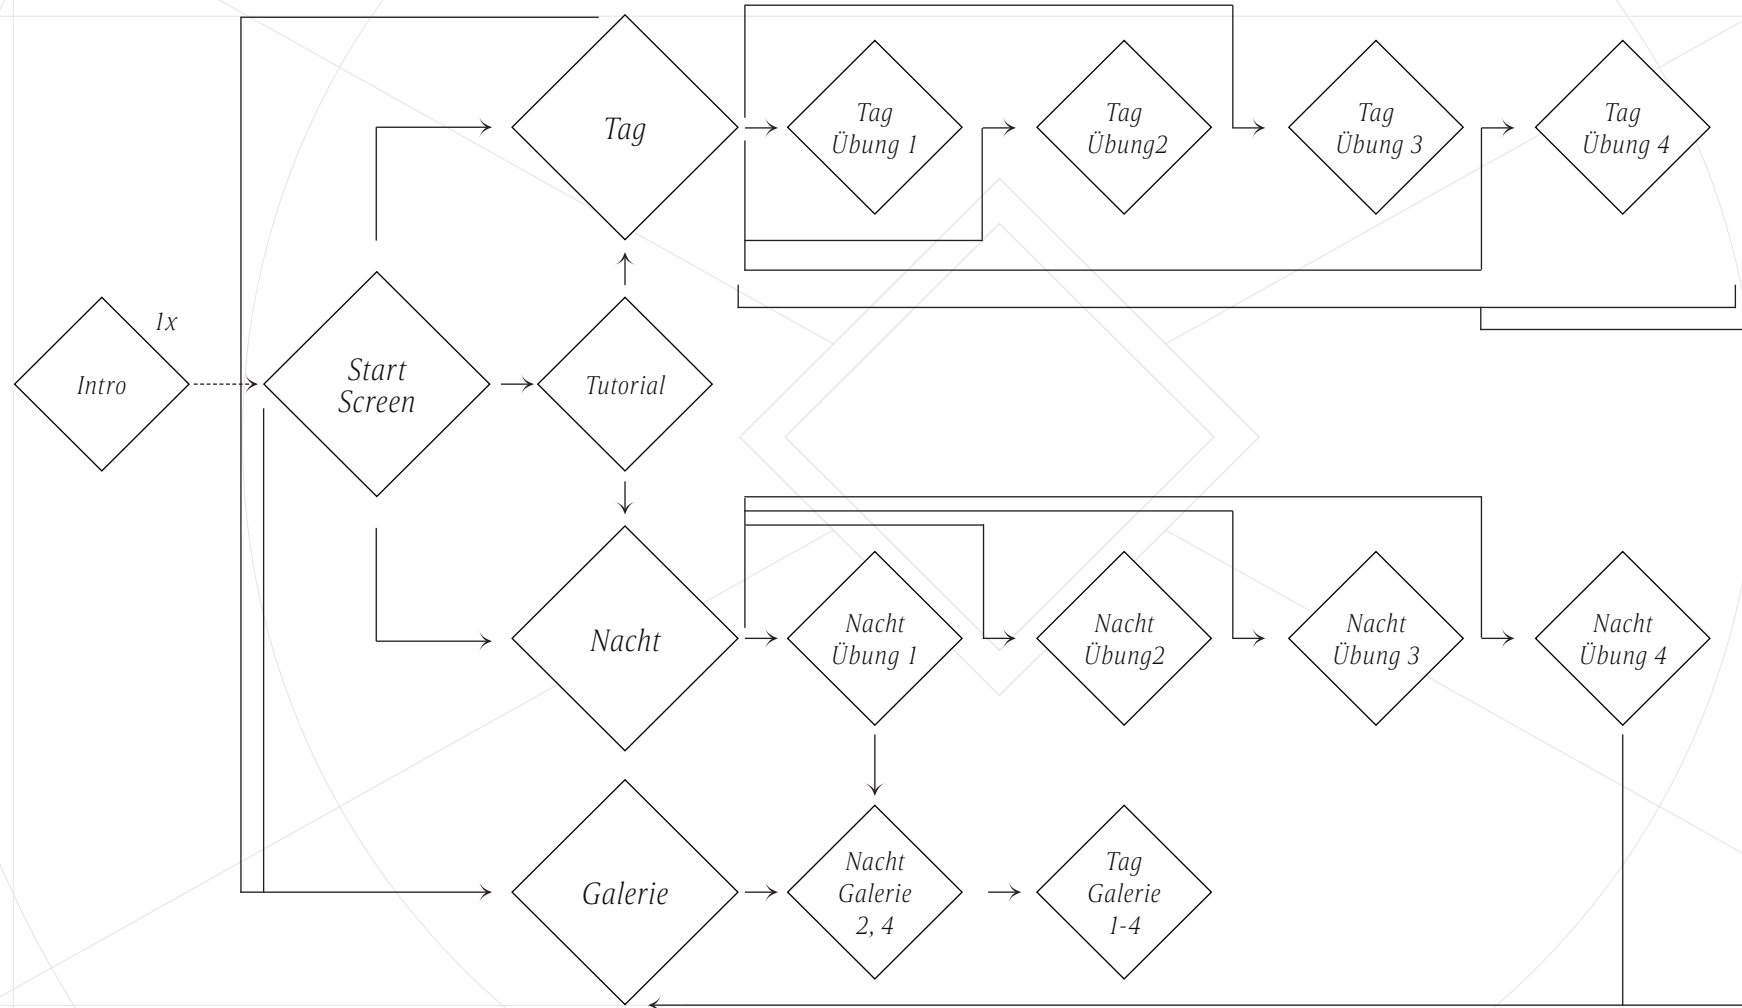 Tag
Tag
Übung 1
Tag
Übung2
Tag
Übung 3
Tag
Übung 4
1x
Intro
Start
Screen
Tutorial
Nacht
Nacht
Übung 1
Nacht
Übung2
Nacht
Übung 3
Nacht
Übung 4
Galerie
Nacht
Galerie
2, 4
Tag
Galerie
1-4